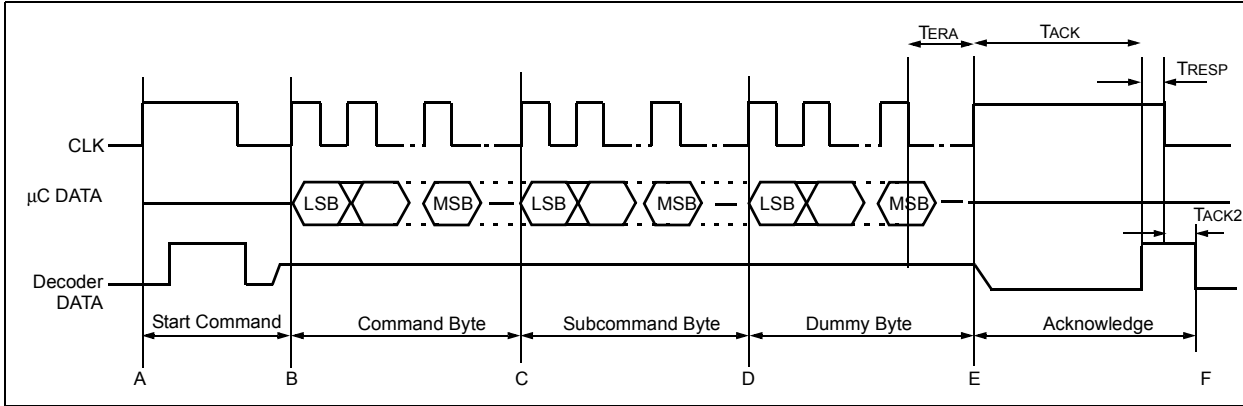 TERA
TACK
TRESP
CLK
µC DATA
LSB
MSB
LSB
MSB
LSB
MSB
TACK2
Decoder
DATA
Start Command
Command Byte
Subcommand Byte
Dummy Byte
Acknowledge
A
B
C
D
E
F